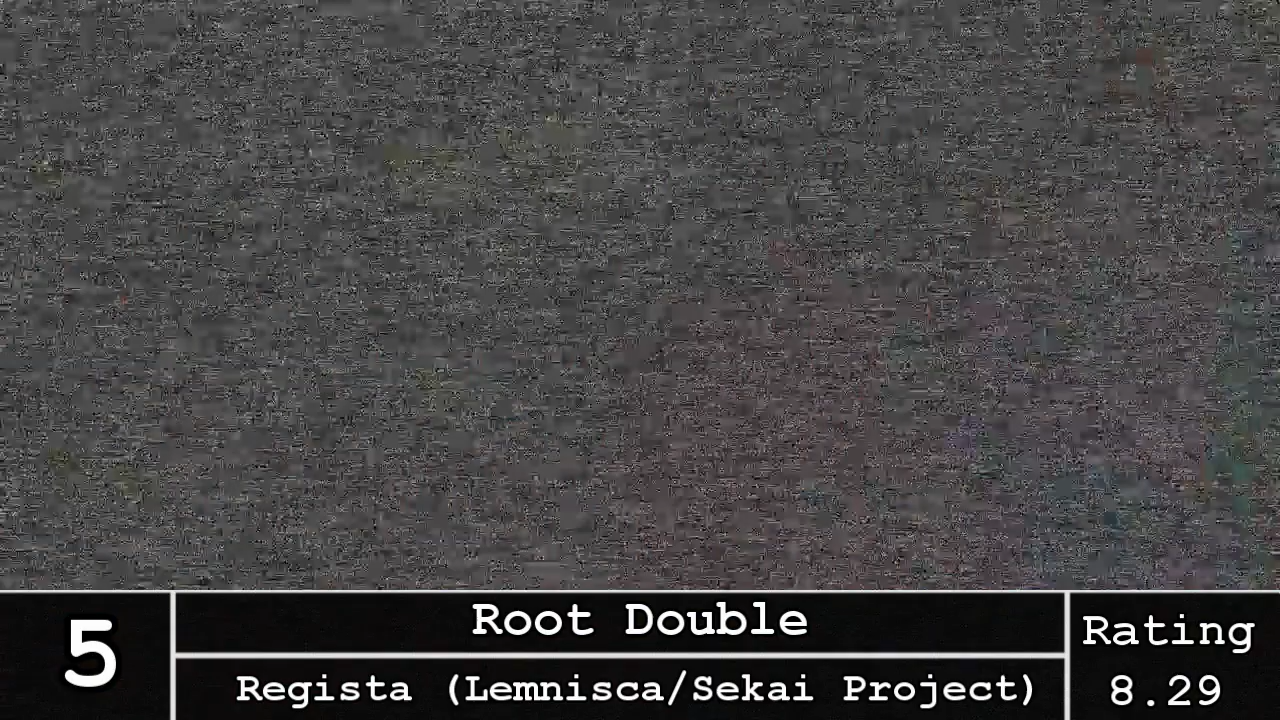 5
Root Double
Regista (Lemnisca/Sekai Project)
Rating
8.29